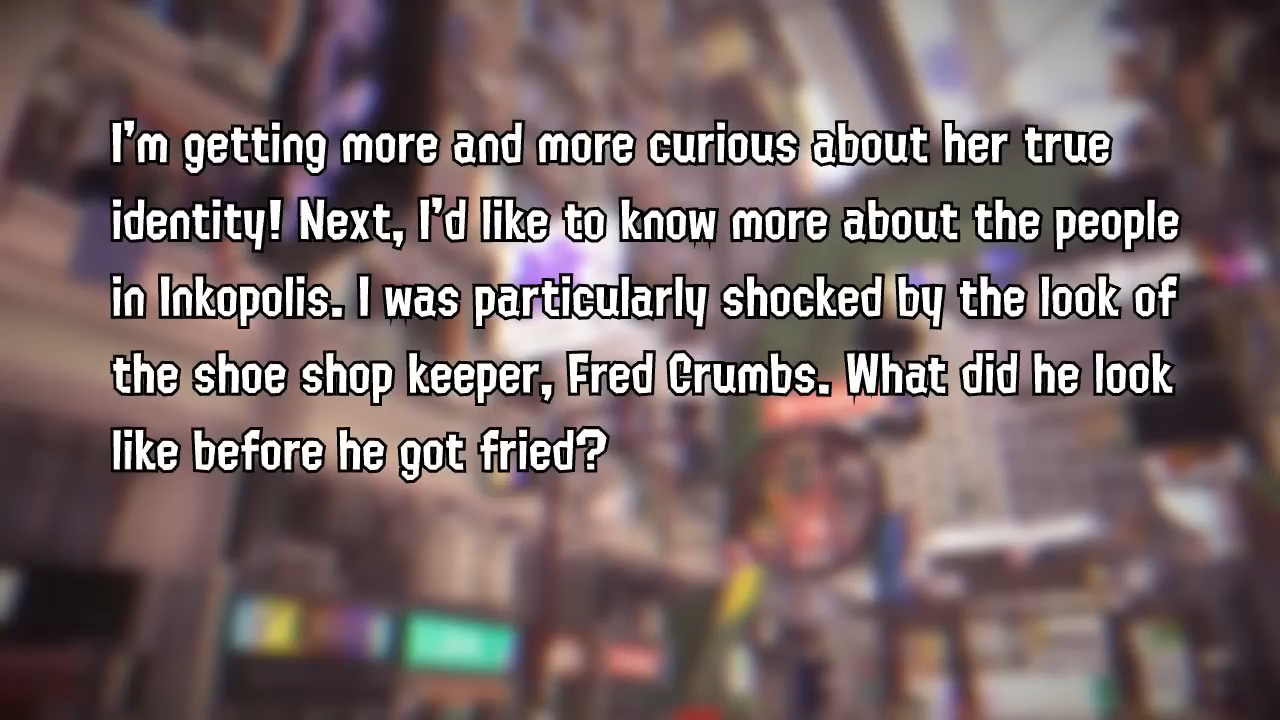 I'm getting more and more curious about her true
identity! Next, I'd like to know more about the people
in Inkopolis. I was particularly shocked by the look of
the shoe shop keeper, Fred Crumbs. What did he look
like before he got fried?